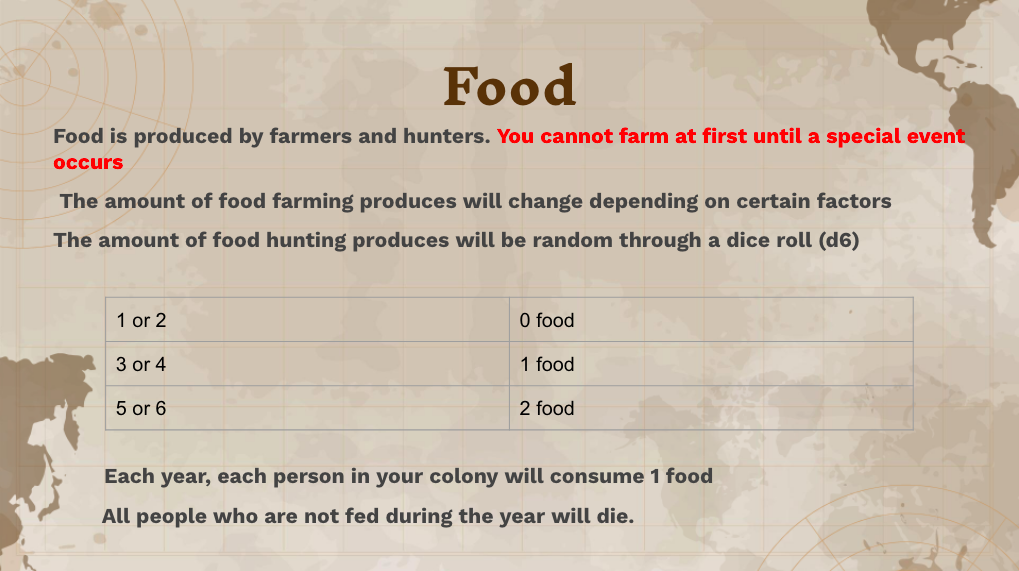 Food
Food is produced by farmers and hunters. You cannot farm at first until a special event
occurs
The amount of food farming produces will change depending on certain factors
The amount of food hunting produces will be random through a dice roll (d6)
1 or 2 0 food
3 or 4 1 food
5 or 6 2 food
Each year, each person in your colony will consume 1 food
All people who are not fed during the year will die.